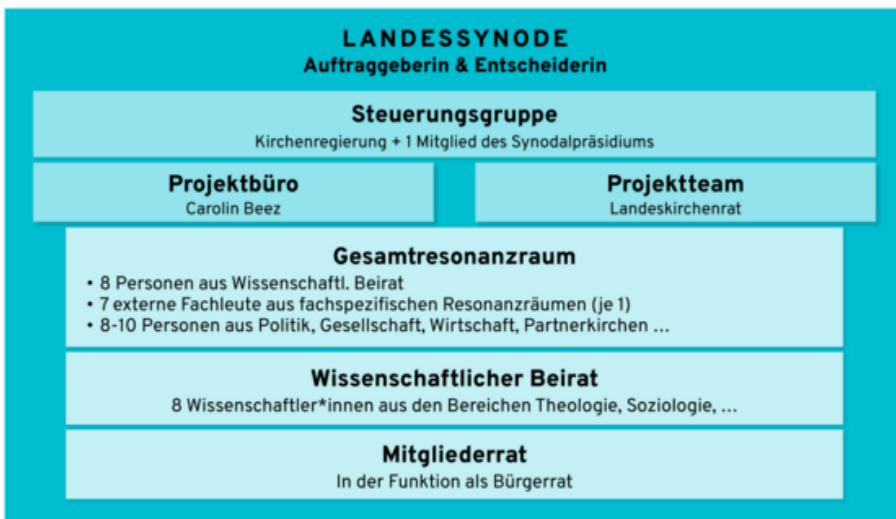 LANDESSYNODE
Auftraggeberin & Entscheiderin
Steuerungsgruppe
Kirchenregierung + 1 Mitglied des Synodalpräsidiums
Projektbüro
Carolin Beez
Projektteam
Landeskirchenrat
Gesamtresonanzraum
• 8 Personen aus Wissenschaftl. Beirat
• 7 externe Fachleute aus fachspezifischen Resonanzräumen (je 1)
• 8-10 Personen aus Politik, Gesellschaft, Wirtschaft, Partnerkirchen ...
Wissenschaftlicher Beirat
8 Wissenschaftler*innen aus den Bereichen Theologie, Soziologie, ...
Mitgliederrat
In der Funktion als Bürgerrat